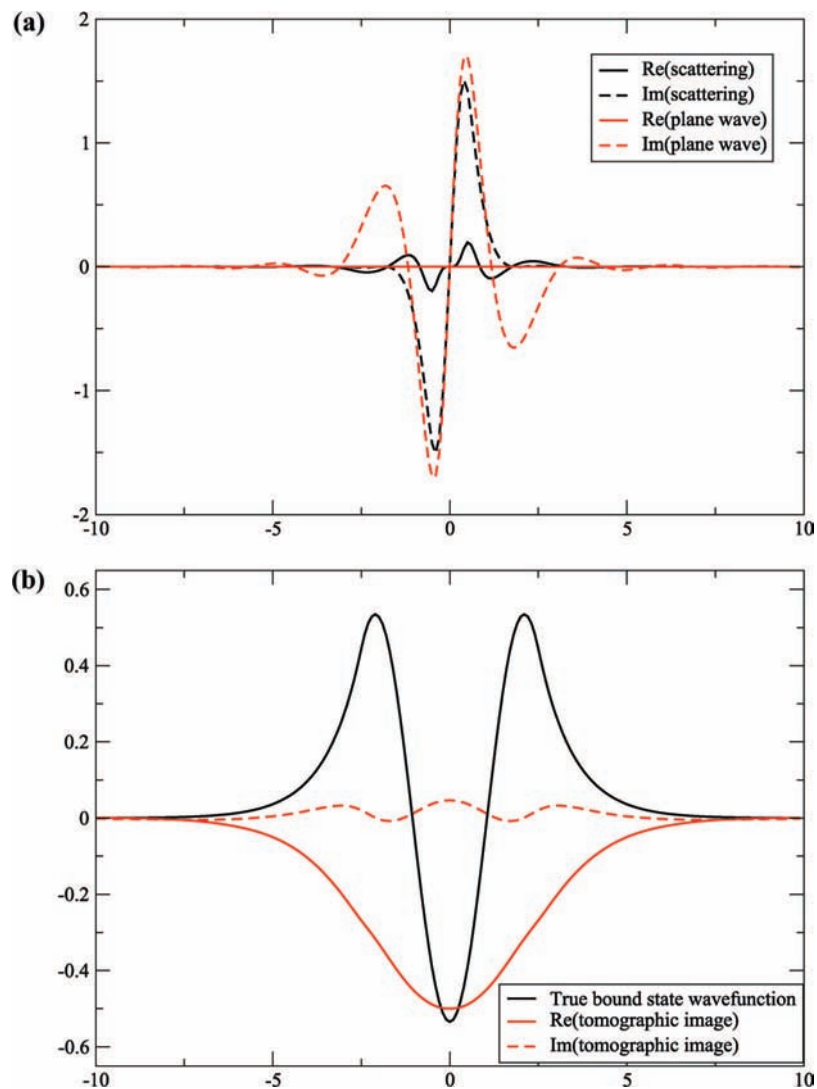 (a)
2
1
0
-1
-2
Re(scattering)
Im(scattering)
Re(plane wave)
Im(plane wave)
-10
-5
0
5
10
(b)
0.6
0.4
0.2
0
-0.2
-0.4
-0.6
True bound state wavefunction
Re(tomographic image)
Im(tomographic image)
-10
-5
0
5
10